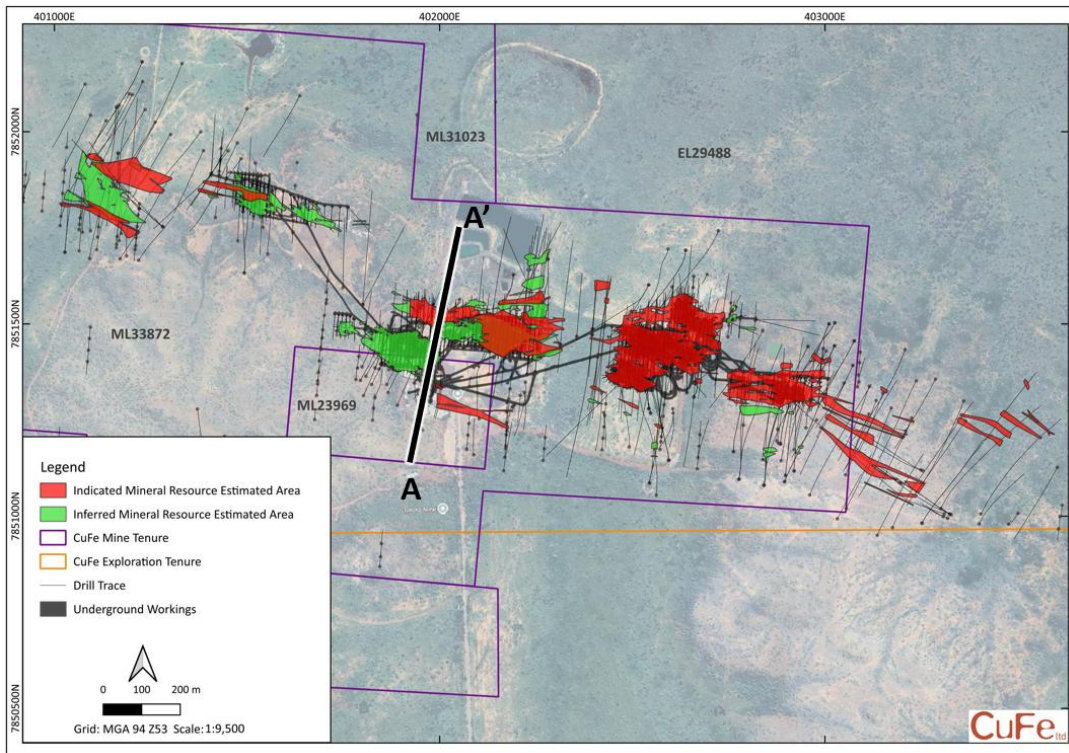 401000E
402000E
403000E
7852000N
7851500N
7851000N
7850500N
ML31023
EL29488
A'
ML33872
ML23969
A
Legend
Indicated Mineral Resource Estimated Area
Inferred Mineral Resource Estimated Area
CuFe Mine Tenure
CuFe Exploration Tenure
Drill Trace
Underground Workings
0 100 200 m
Grid: MGA 94 Z53 Scale: 1:9,500
CuFe ltd